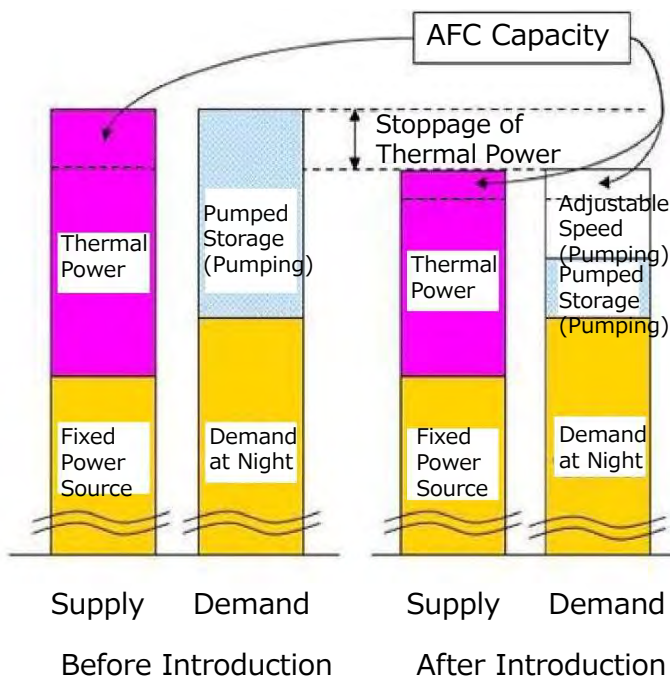 AFC Capacity
Stoppage of
Thermal Power
Thermal
Power
Fixed
Power
Source
Pumped
Storage
(Pumping)
Demand
at Night
Thermal
Power
Fixed
Power
Source
Adjustable
Speed
(Pumping)
Pumped
Storage
(Pumping)
Demand
at Night
Supply
Demand
Supply
Demand
Before Introduction
After Introduction